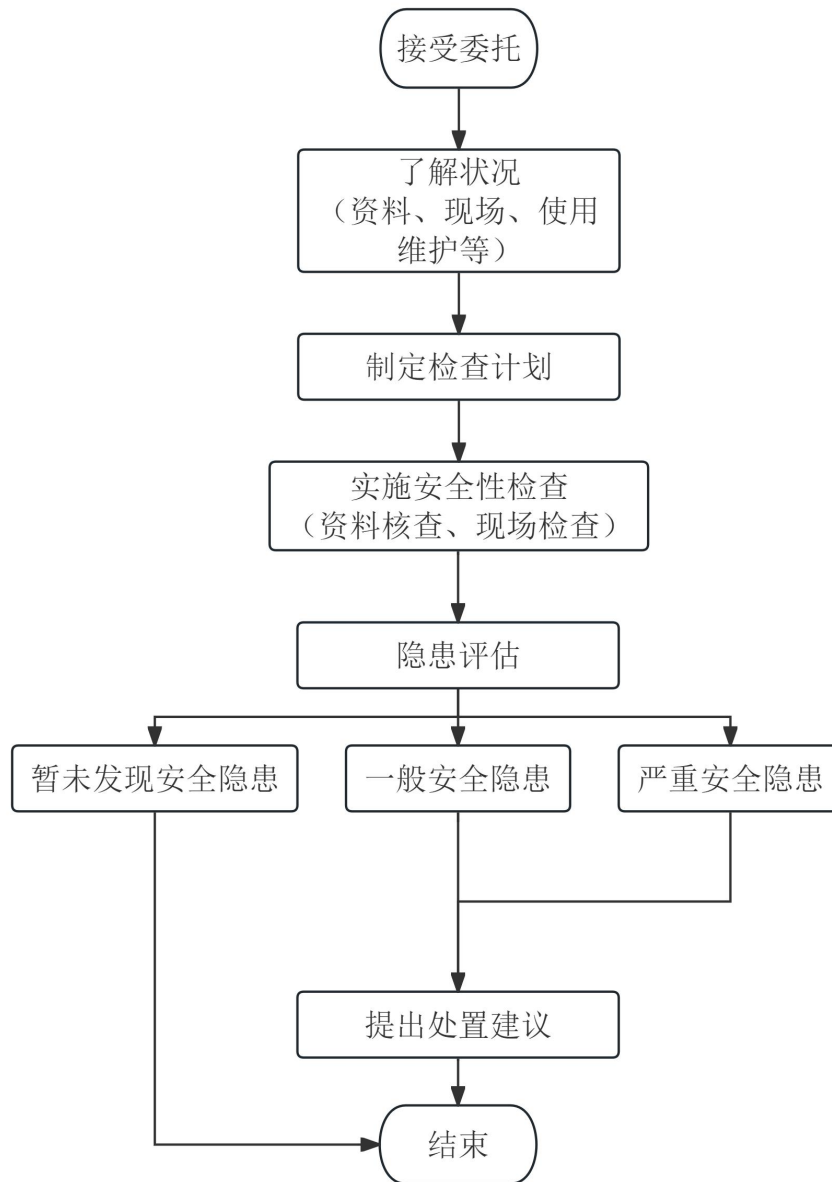 接受委托
了解状况
（资料、现场、使用
维护等）
制定检查计划
实施安全性检查
（资料核查、现场检查）
隐患评估
暂未发现安全隐患
一般安全隐患
严重安全隐患
提出处置建议
结束